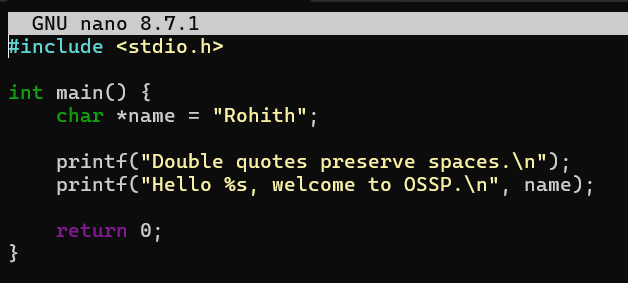 GNU nano 8.7.1
#include <stdio.h>

int main() {
    char *name = "Rohith";

    printf("Double quotes preserve spaces.\n");
    printf("Hello %s, welcome to OSSP.\n", name);

    return 0;
}